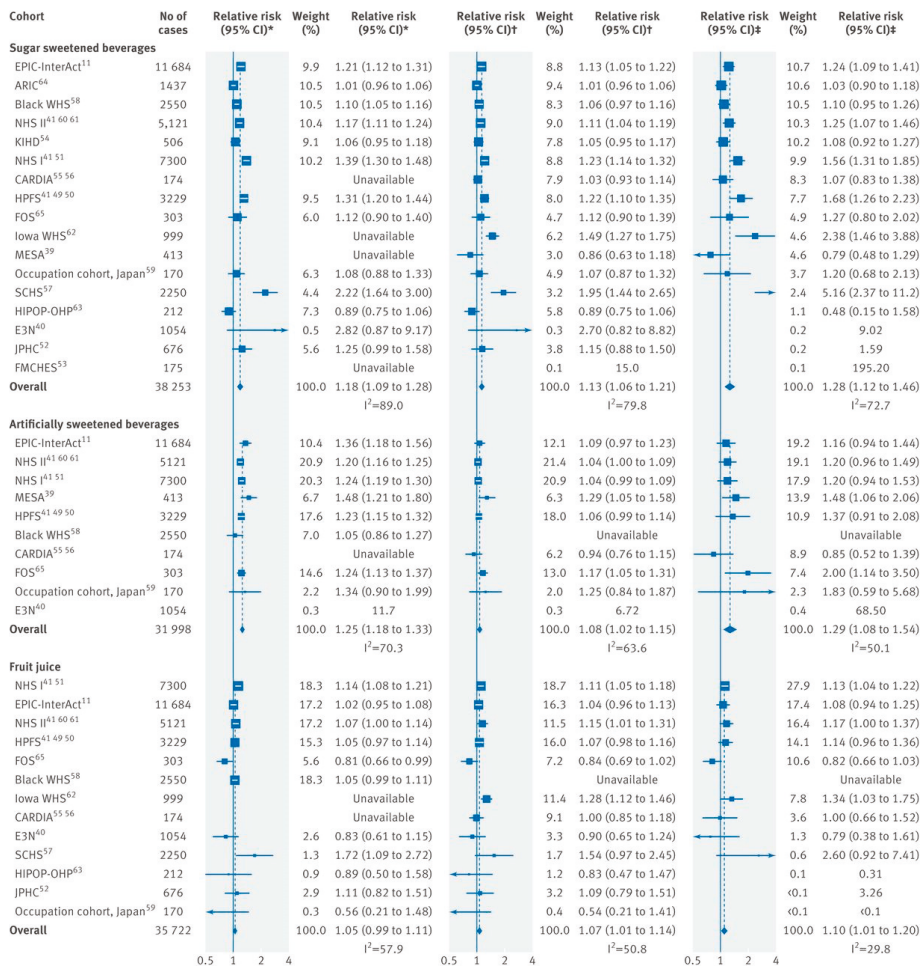 Cohort No of cases Relative risk (95% CI)* Weight (%) Relative risk (95% CI)* Relative risk (95% CI)† Weight (%) Relative risk (95% CI)† Relative risk (95% CI)‡ Weight (%) Relative risk (95% CI)‡
Sugar sweetened beverages
EPIC-InterAct11 11 684 9.9 1.21 (1.12 to 1.31) 8.8 1.13 (1.05 to 1.22) 10.7 1.24 (1.09 to 1.41)
ARIC64 1437 10.5 1.01 (0.96 to 1.06) 9.4 1.01 (0.96 to 1.06) 10.6 1.03 (0.90 to 1.18)
Black WHS58 2550 10.5 1.10 (1.05 to 1.16) 8.3 1.06 (0.97 to 1.16) 10.5 1.10 (0.95 to 1.26)
NHS II41 60 61 5,121 10.4 1.17 (1.11 to 1.24) 9.0 1.11 (1.04 to 1.19) 10.3 1.25 (1.07 to 1.46)
KIHD54 506 9.1 1.06 (0.95 to 1.18) 7.8 1.05 (0.95 to 1.17) 10.2 1.08 (0.92 to 1.27)
NHS I41 51 7300 10.2 1.39 (1.30 to 1.48) 8.8 1.23 (1.14 to 1.32) 9.9 1.56 (1.31 to 1.85)
CARDIA55 56 174 Unavailable 7.9 1.03 (0.93 to 1.14) 8.3 1.07 (0.83 to 1.38)
HPFS41 49 50 3229 9.5 1.31 (1.20 to 1.44) 8.0 1.22 (1.10 to 1.35) 7.7 1.68 (1.26 to 2.23)
FOS65 303 6.0 1.12 (0.90 to 1.40) 4.7 1.12 (0.90 to 1.39) 4.9 1.27 (0.80 to 2.02)
Iowa WHS62 999 Unavailable 6.2 1.49 (1.27 to 1.75) 4.6 2.38 (1.46 to 3.88)
MESA39 413 Unavailable 3.0 0.86 (0.63 to 1.18) 4.6 0.79 (0.48 to 1.29)
Occupation cohort, Japan59 170 6.3 1.08 (0.88 to 1.33) 4.9 1.07 (0.87 to 1.32) 3.7 1.20 (0.68 to 2.13)
SCHS57 2250 4.4 2.22 (1.64 to 3.00) 3.2 1.95 (1.44 to 2.65) 2.4 5.16 (2.37 to 11.2)
HIPOP-OHP63 212 7.3 0.89 (0.75 to 1.06) 5.8 0.89 (0.75 to 1.06) 1.1 0.48 (0.15 to 1.58)
E3N40 1054 0.5 2.82 (0.87 to 9.17) 0.3 2.70 (0.82 to 8.82) 0.2 9.02
JPHC52 676 5.6 1.25 (0.99 to 1.58) 3.8 1.15 (0.88 to 1.50) 0.2 1.59
FMCHES53 175 Unavailable 0.1 15.0 0.1 195.20
Overall 38 253 100.0 1.18 (1.09 to 1.28) 100.0 1.13 (1.06 to 1.21) 100.0 1.28 (1.12 to 1.46)
I2=89.0 I2=79.8 I2=72.7
Artificially sweetened beverages
EPIC-InterAct11 11 684 10.4 1.36 (1.18 to 1.56) 12.1 1.09 (0.97 to 1.23) 19.2 1.16 (0.94 to 1.44)
NHS II41 60 61 5121 20.9 1.20 (1.16 to 1.25) 21.4 1.04 (1.00 to 1.09) 19.1 1.20 (0.96 to 1.49)
NHS I41 51 7300 20.3 1.24 (1.19 to 1.30) 20.9 1.04 (0.99 to 1.09) 17.9 1.20 (0.94 to 1.53)
MESA39 413 6.7 1.48 (1.21 to 1.80) 6.3 1.29 (1.05 to 1.58) 13.9 1.48 (1.06 to 2.06)
HPFS41 49 50 3229 17.6 1.23 (1.15 to 1.32) 18.0 1.06 (0.99 to 1.14) 10.9 1.37 (0.91 to 2.08)
Black WHS58 2550 7.0 1.05 (0.86 to 1.27) Unavailable Unavailable
CARDIA55 56 174 Unavailable 6.2 0.94 (0.76 to 1.15) 8.9 0.85 (0.52 to 1.39)
FOS65 303 14.6 1.24 (1.13 to 1.37) 13.0 1.17 (1.05 to 1.31) 7.4 2.00 (1.14 to 3.50)
Occupation cohort, Japan59 170 2.2 1.34 (0.90 to 1.99) 2.0 1.25 (0.84 to 1.87) 2.3 1.83 (0.59 to 5.68)
E3N40 1054 0.3 11.7 0.3 6.72 0.4 68.50
Overall 31 998 100.0 1.25 (1.18 to 1.33) 100.0 1.08 (1.02 to 1.15) 100.0 1.29 (1.08 to 1.54)
I2=70.3 I2=63.6 I2=50.1
Fruit juice
NHS I41 51 7300 18.3 1.14 (1.08 to 1.21) 18.7 1.11 (1.05 to 1.18) 27.9 1.13 (1.04 to 1.22)
EPIC-InterAct11 11 684 17.2 1.02 (0.95 to 1.08) 16.3 1.04 (0.96 to 1.13) 17.4 1.08 (0.94 to 1.25)
NHS II41 60 61 5121 17.2 1.07 (1.00 to 1.14) 11.5 1.15 (1.01 to 1.31) 16.4 1.17 (1.00 to 1.37)
HPFS41 49 50 3229 15.3 1.05 (0.97 to 1.14) 16.0 1.07 (0.98 to 1.16) 14.1 1.14 (0.96 to 1.36)
FOS65 303 5.6 0.81 (0.66 to 0.99) 7.2 0.84 (0.69 to 1.02) 10.6 0.82 (0.66 to 1.03)
Black WHS58 2550 18.3 1.05 (0.99 to 1.11) Unavailable Unavailable
Iowa WHS62 999 Unavailable 11.4 1.28 (1.12 to 1.46) 7.8 1.34 (1.03 to 1.75)
CARDIA55 56 174 Unavailable 9.1 1.00 (0.85 to 1.18) 3.6 1.00 (0.66 to 1.52)
E3N40 1054 2.6 0.83 (0.61 to 1.15) 3.3 0.90 (0.65 to 1.24) 1.3 0.79 (0.38 to 1.61)
SCHS57 2250 1.3 1.72 (1.09 to 2.72) 1.7 1.54 (0.97 to 2.45) 0.6 2.60 (0.92 to 7.41)
HIPOP-OHP63 212 0.9 0.89 (0.50 to 1.58) 1.2 0.83 (0.47 to 1.47) 0.1 0.31
JPHC52 676 2.9 1.11 (0.82 to 1.51) 3.2 1.09 (0.79 to 1.51) <0.1 3.26
Occupation cohort, Japan59 170 0.3 0.56 (0.21 to 1.48) 0.4 0.54 (0.21 to 1.41) <0.1 <0.1
Overall 35 722 100.0 1.05 (0.99 to 1.11) 100.0 1.07 (1.01 to 1.14) 100.0 1.10 (1.01 to 1.20)
I2=57.9 I2=50.8 I2=29.8
0.5 1 2 4 0.5 1 2 4 0.5 1 2 4